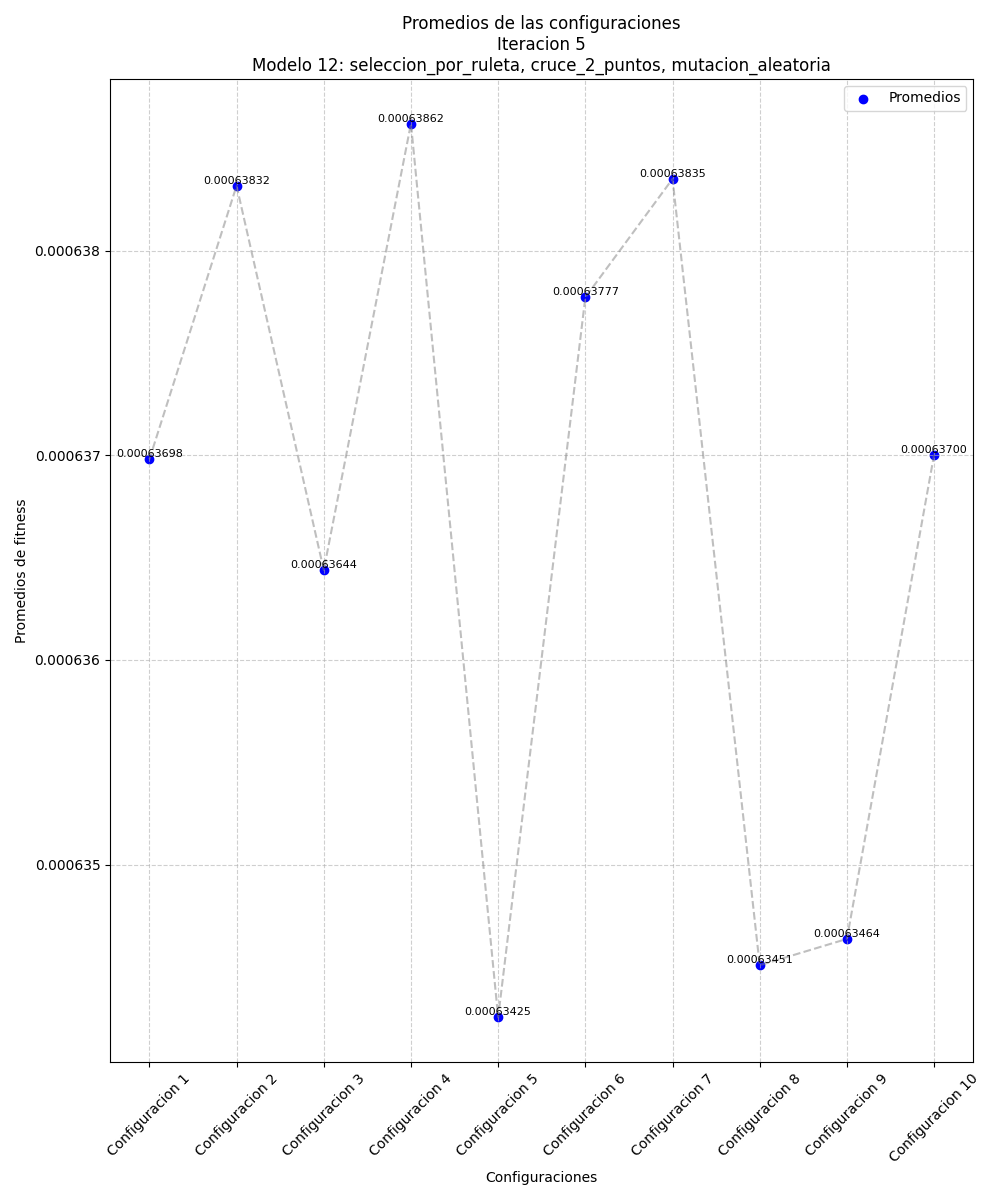 Promedios de las configuraciones
Iteracion 5
Modelo 12: seleccion_por_ruleta, cruce_2_puntos, mutacion_aleatoria
Promedios
0.00063862
0.00063835
0.00063832
0.000638
0.00063777
0.00063700
0.00063698
0.000637
0.00063644
0.000636
0.000635
0.00063464
0.00063451
0.00063425
Promedios de fitness
Configuracion 1
Configuracion 2
Configuracion 3
Configuracion 4
Configuracion 5
Configuracion 6
Configuracion 7
Configuracion 8
Configuracion 9
Configuracion 10
Configuraciones